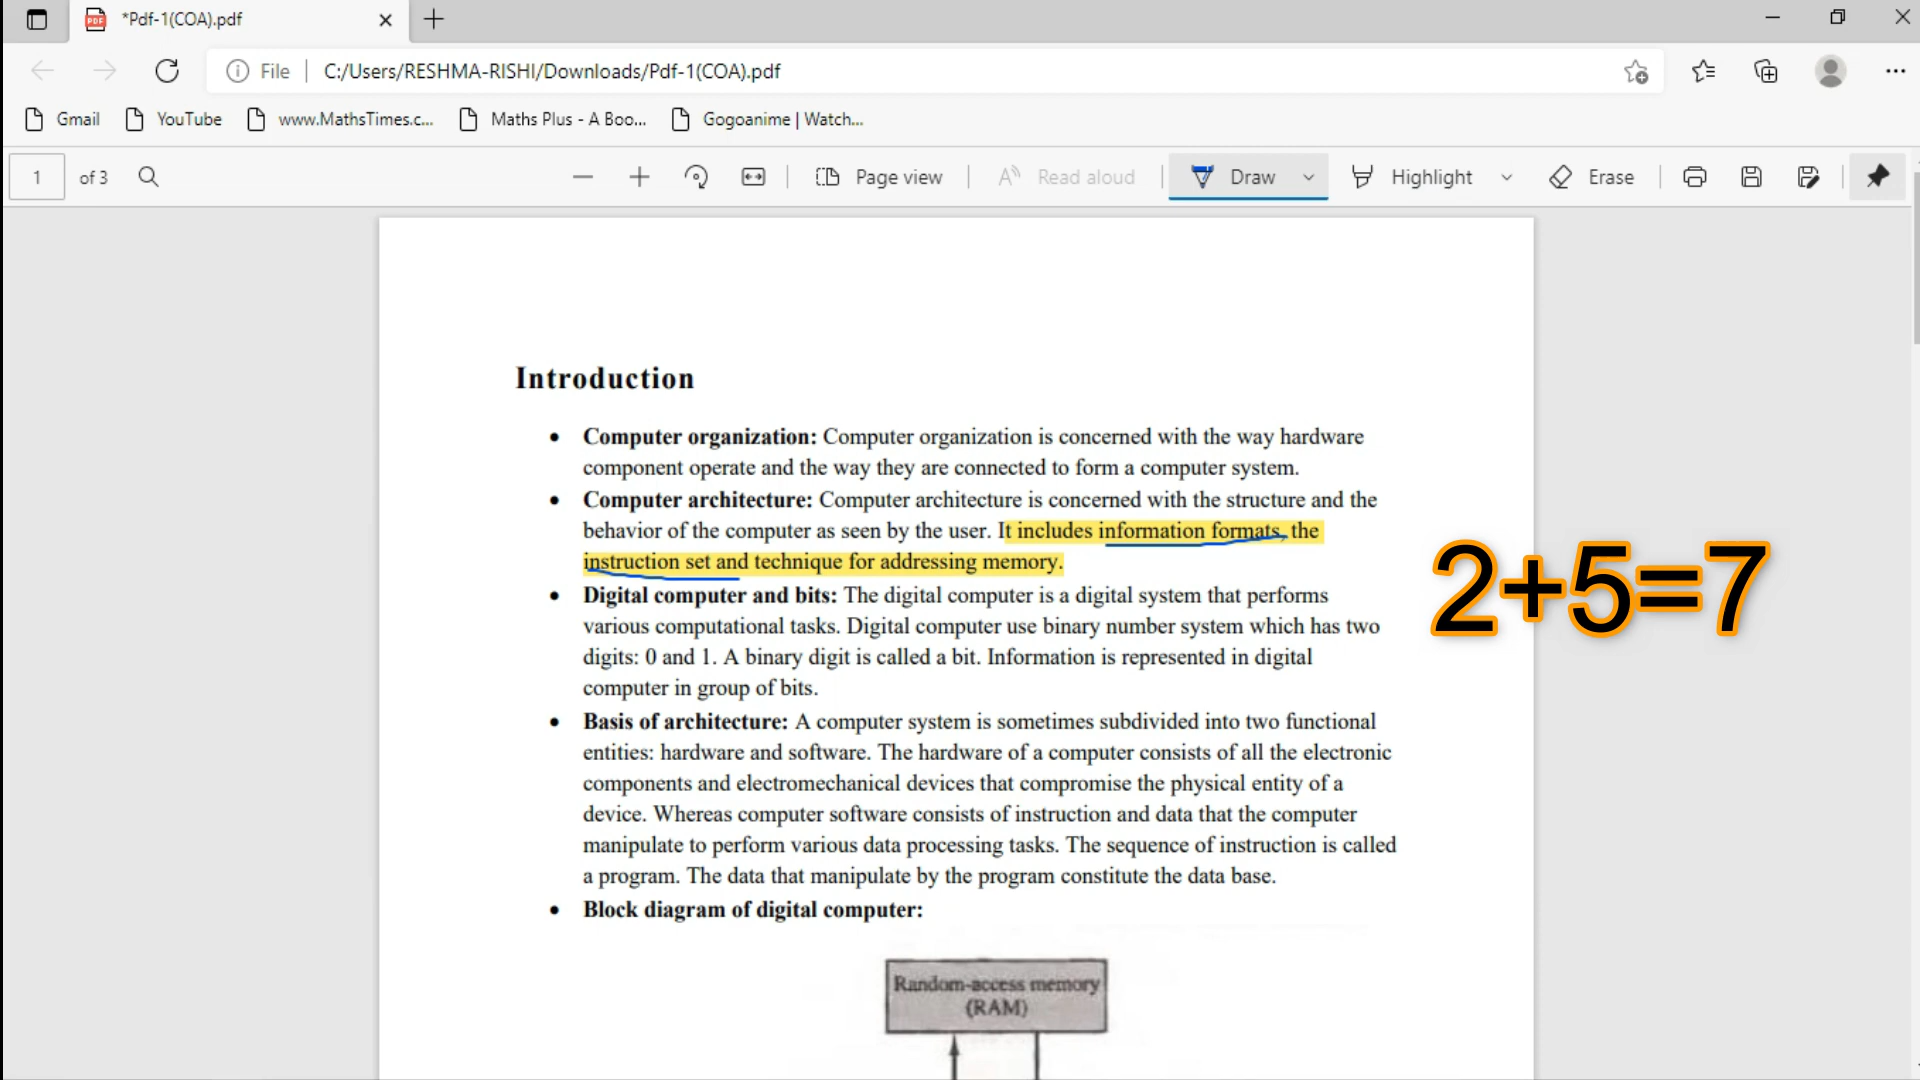 *Pdf-1(COA).pdf
File C:/Users/RESHMA-RISHI/Downloads/Pdf-1(COA).pdf
Gmail YouTube www.MathsTimes.c... Maths Plus - A Boo... Gogoanime | Watch...
1 of 3 Page view Read aloud Draw Highlight Erase
Introduction
• Computer organization: Computer organization is concerned with the way hardware
component operate and the way they are connected to form a computer system.
• Computer architecture: Computer architecture is concerned with the structure and the
behavior of the computer as seen by the user. It includes information formats, the
instruction set and technique for addressing memory.
2+5=7
• Digital computer and bits: The digital computer is a digital system that performs
various computational tasks. Digital computer use binary number system which has two
digits: 0 and 1. A binary digit is called a bit. Information is represented in digital
computer in group of bits.
• Basis of architecture: A computer system is sometimes subdivided into two functional
entities: hardware and software. The hardware of a computer consists of all the electronic
components and electromechanical devices that compromise the physical entity of a
device. Whereas computer software consists of instruction and data that the computer
manipulate to perform various data processing tasks. The sequence of instruction is called
a program. The data that manipulate by the program constitute the data base.
• Block diagram of digital computer:
Random-access memory
(RAM)